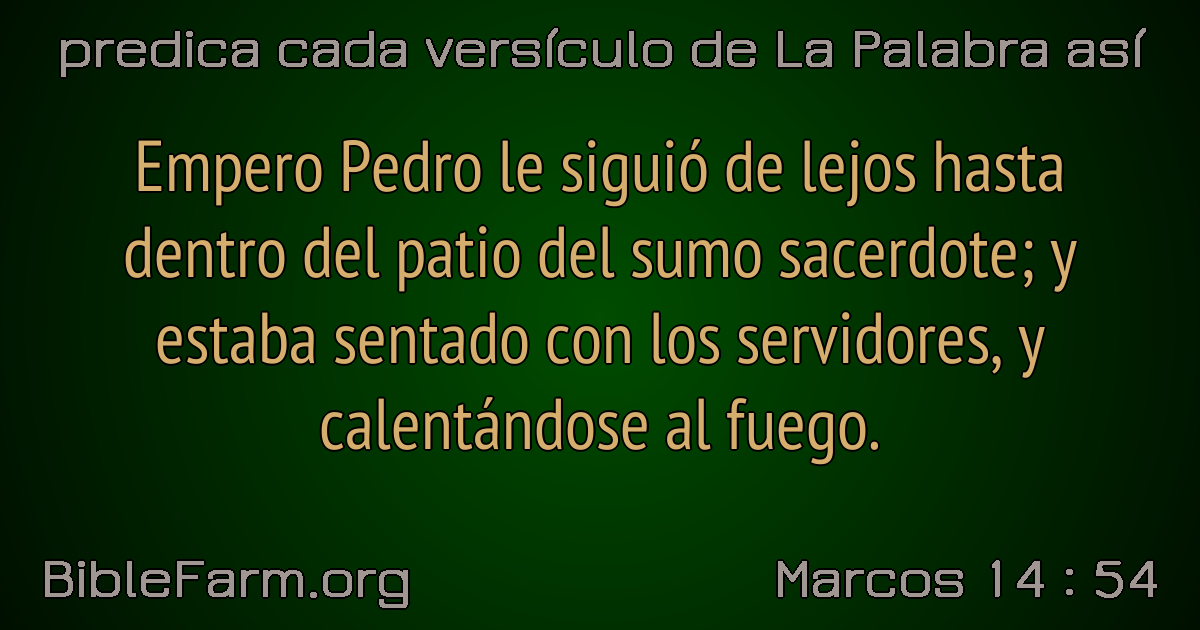 predica cada versículo de La Palabra así
Empero Pedro le siguió de lejos hasta
dentro del patio del sumo sacerdote; y
estaba sentado con los servidores, y
calentándose al fuego.
BibleFarm.org
Marcos 14 : 54